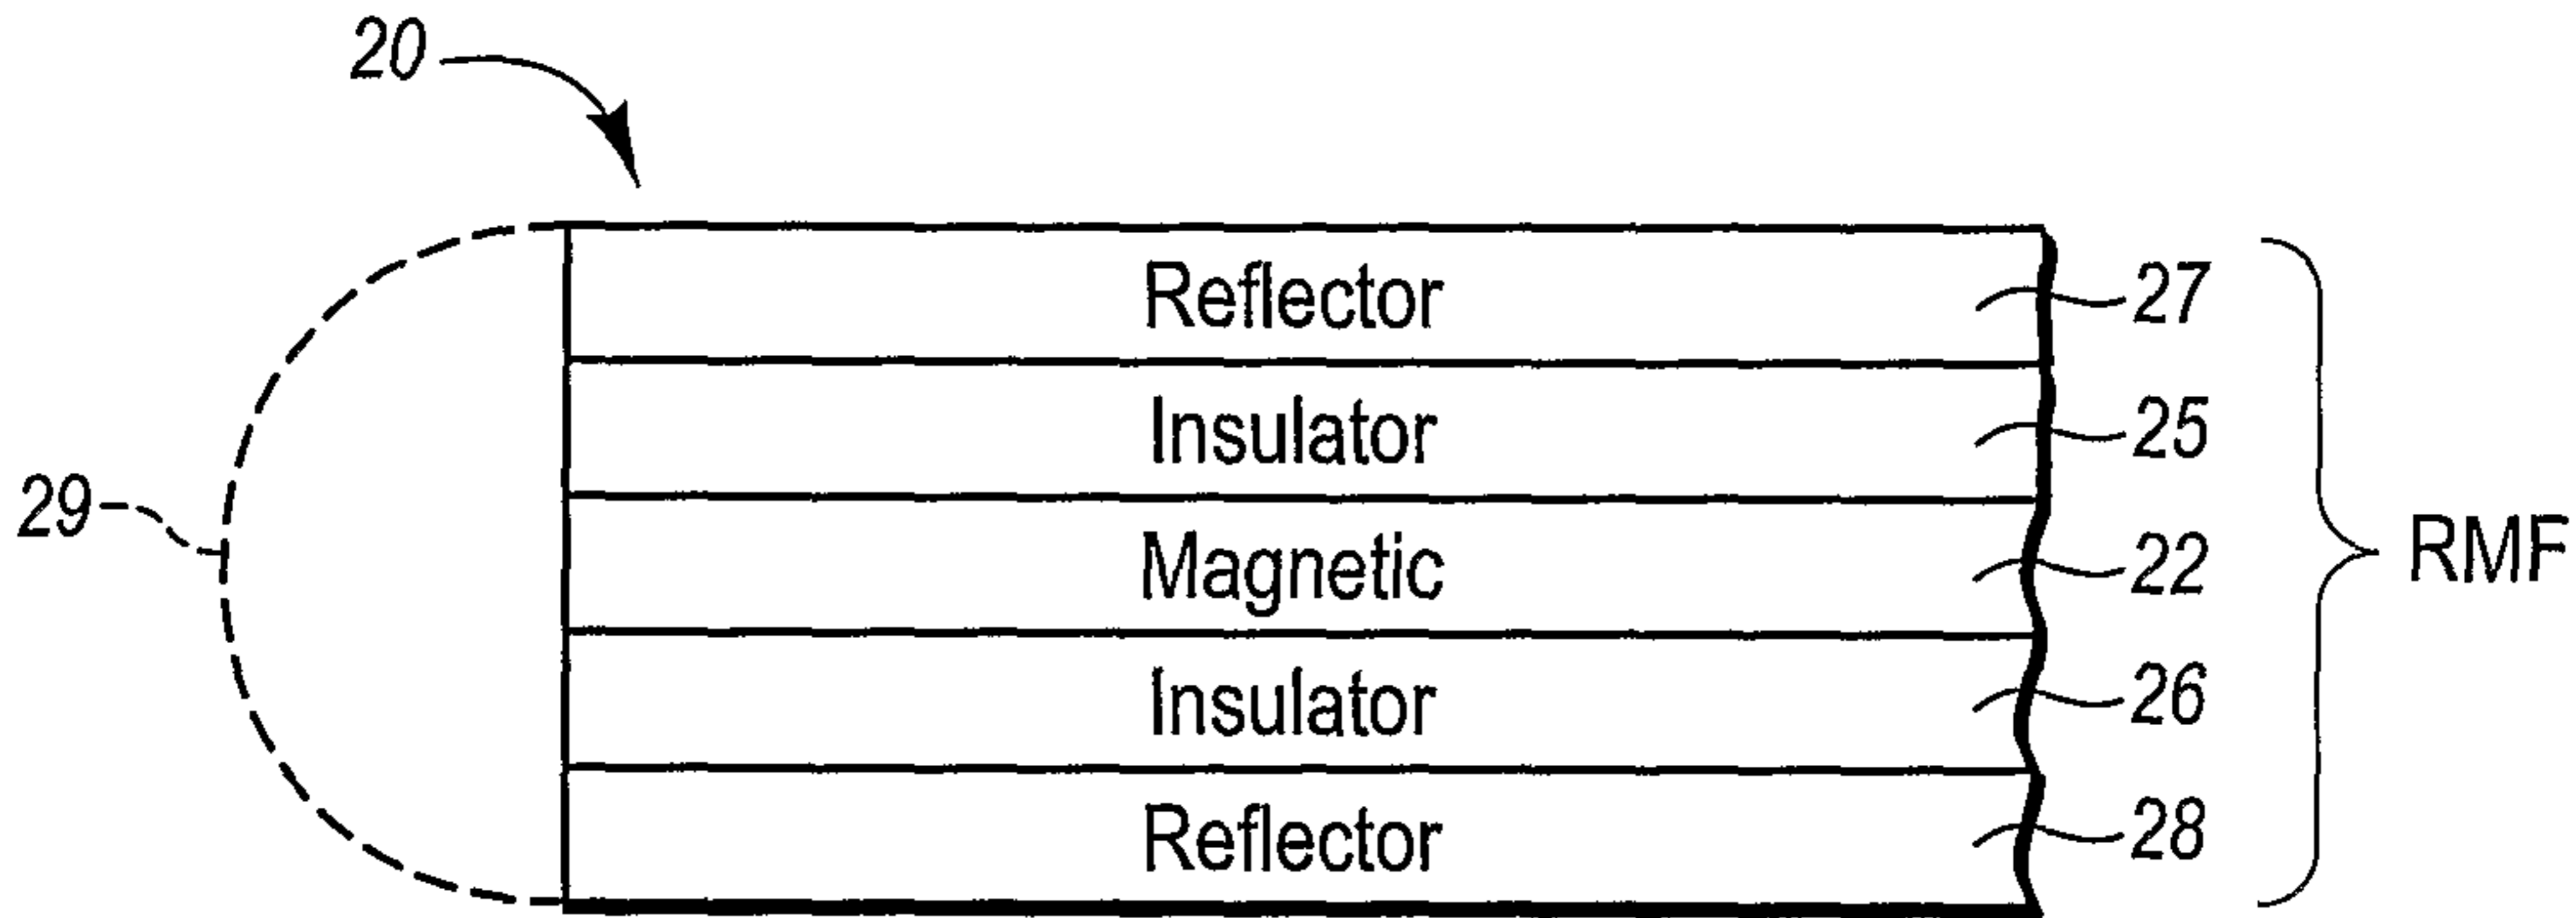 20
Reflector 27
Insulator 25
29 Magnetic 22 RMF
Insulator 26
Reflector 28